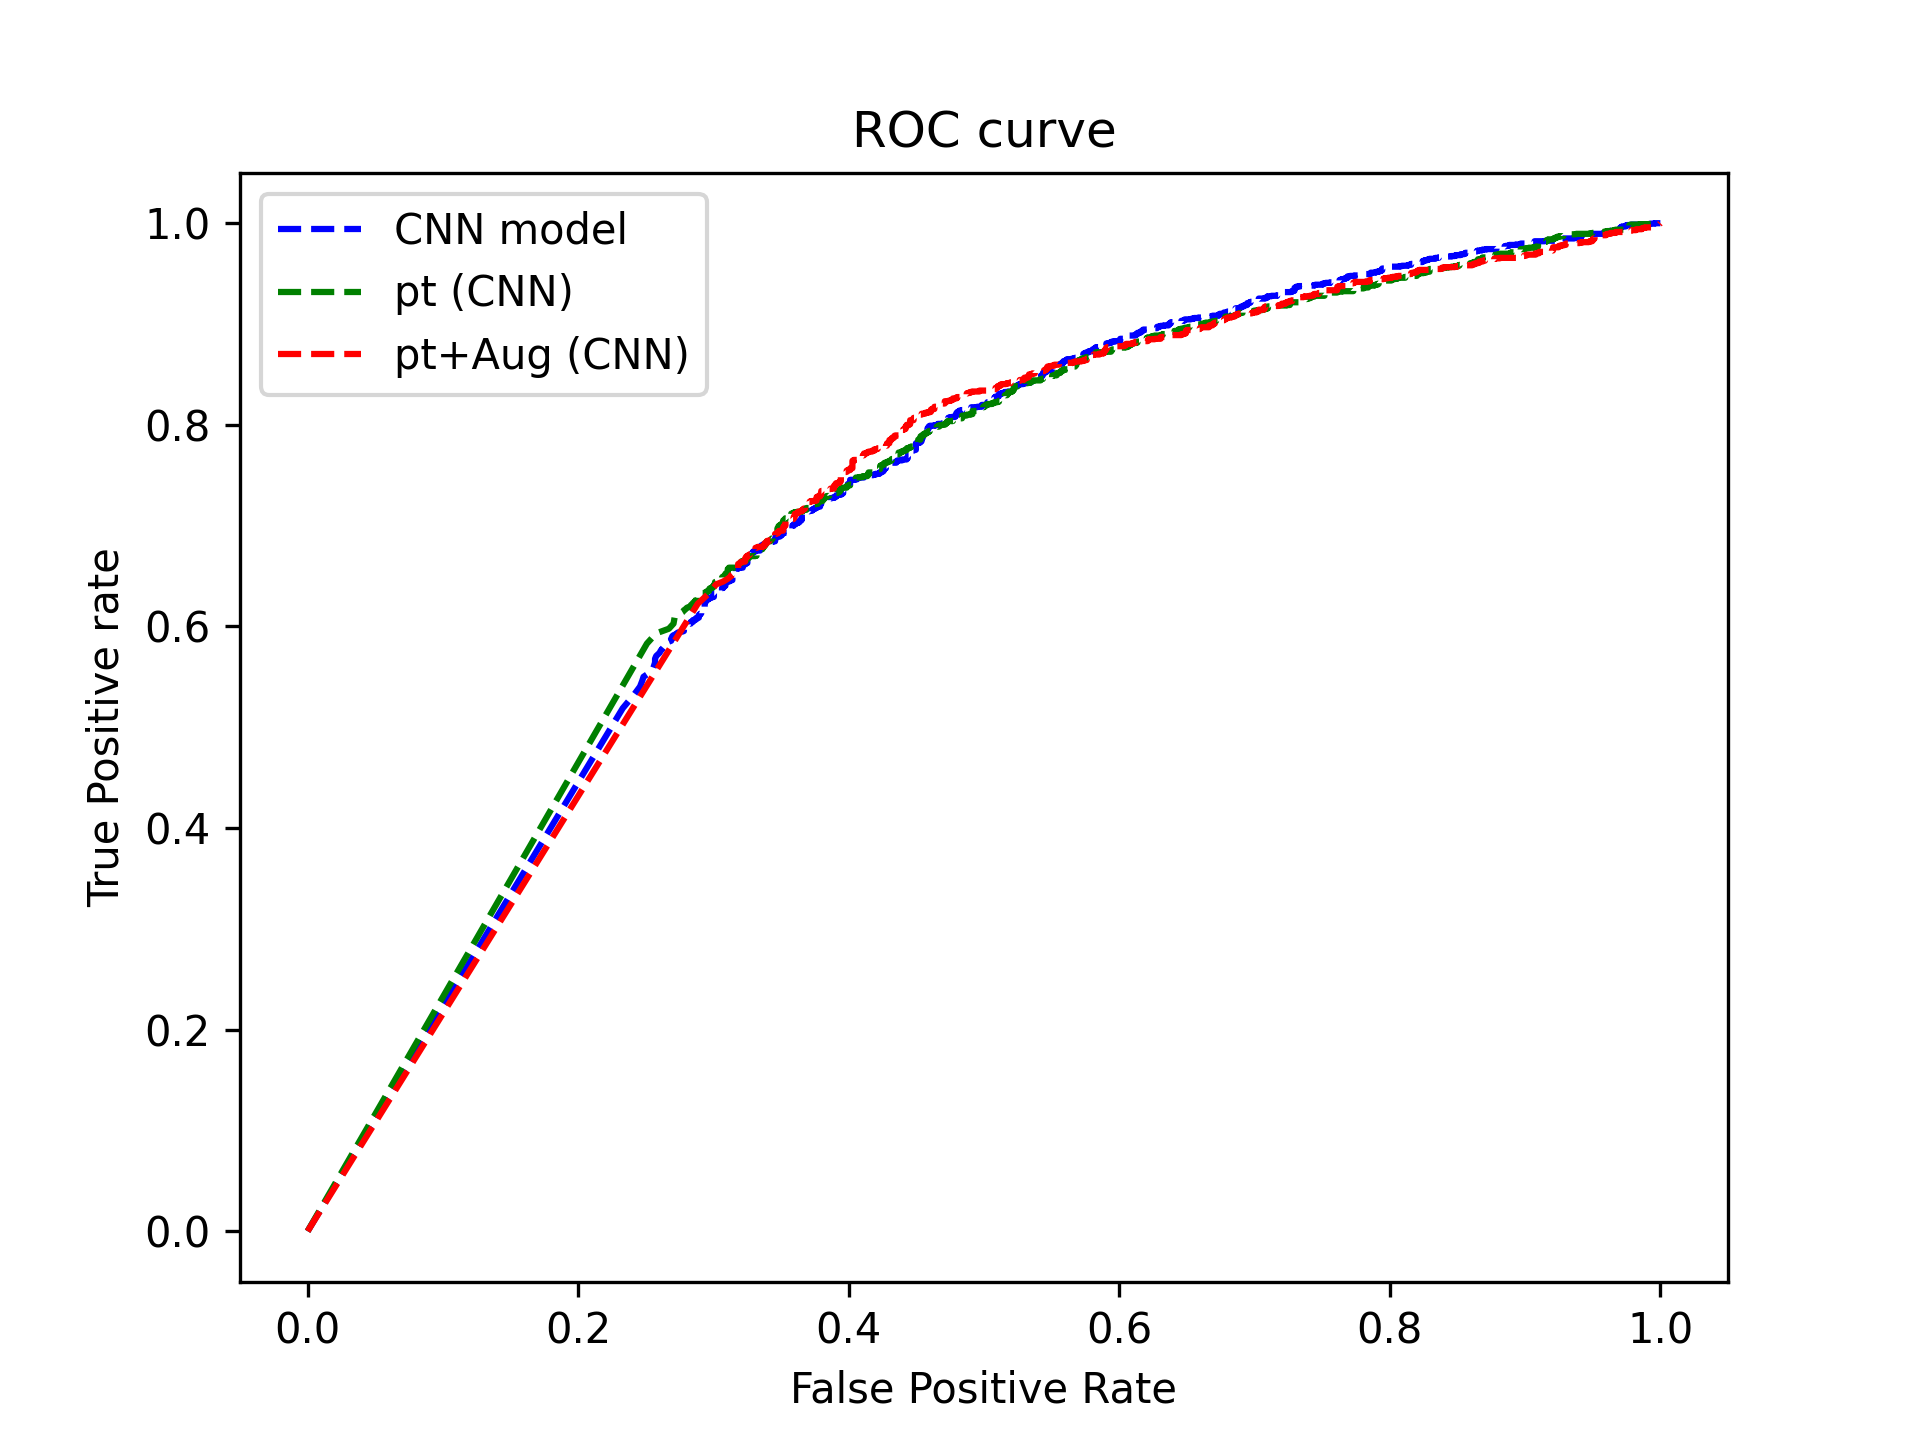 ROC curve
CNN model
pt (CNN)
pt+Aug (CNN)
True Positive rate
1.0
0.8
0.6
0.4
0.2
0.0
0.0 0.2 0.4 0.6 0.8 1.0
False Positive Rate